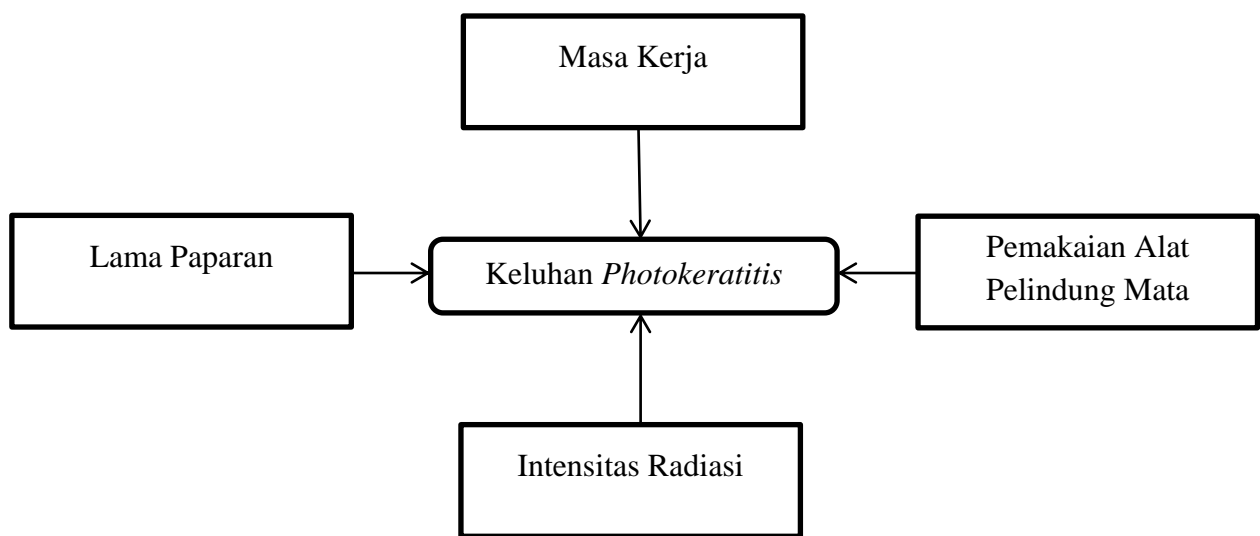 Masa Kerja
Lama Paparan
Keluhan Photokeratitis
Pemakaian Alat
Pelindung Mata
Intensitas Radiasi